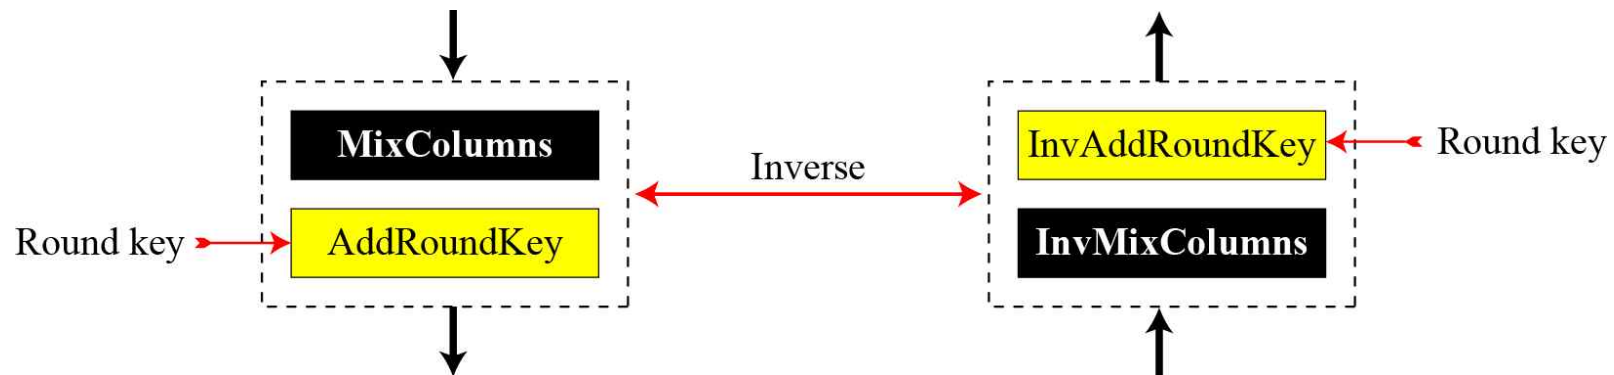 MixColumns
AddRoundKey
Round key
Inverse
InvAddRoundKey
Round key
InvMixColumns